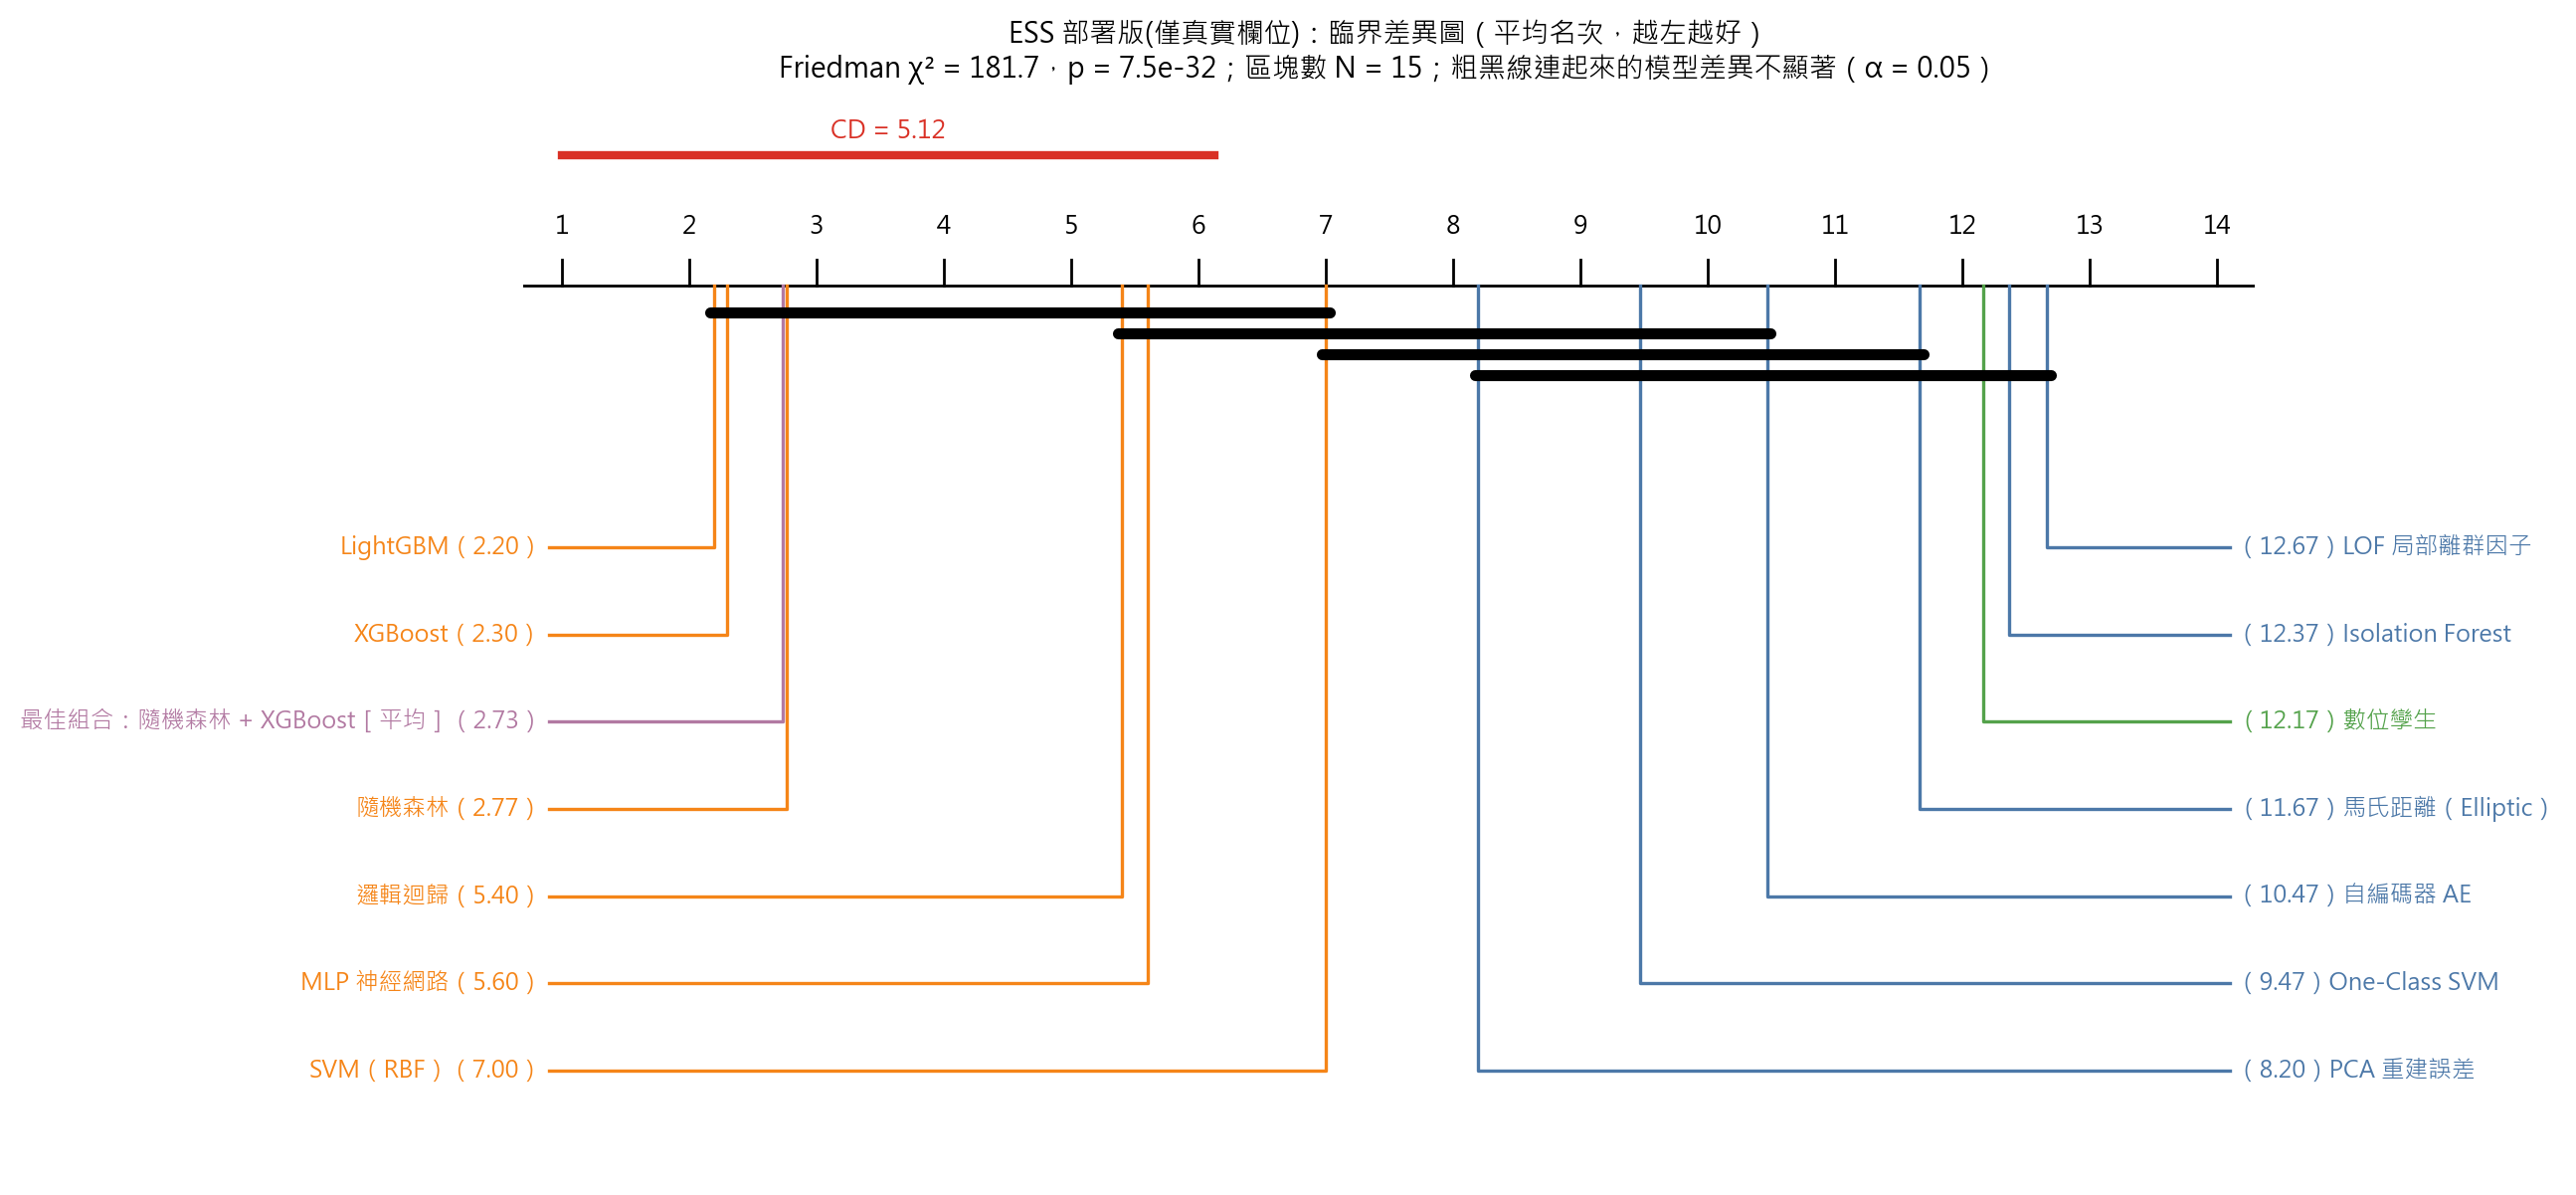 ESS 部署版(僅真實欄位)：臨界差異圖（平均名次，越左越好）
Friedman χ² = 181.7，p = 7.5e-32；區塊數 N = 15；粗黑線連起來的模型差異不顯著（α = 0.05）
CD = 5.12
1 2 3 4 5 6 7 8 9 10 11 12 13 14
LightGBM（2.20）
（12.67）LOF 局部離群因子
XGBoost（2.30）
（12.37）Isolation Forest
最佳組合：隨機森林 + XGBoost［平均］（2.73）
（12.17）數位孿生
隨機森林（2.77）
（11.67）馬氏距離（Elliptic）
邏輯迴歸（5.40）
（10.47）自編碼器 AE
MLP 神經網路（5.60）
（9.47）One-Class SVM
SVM（RBF）（7.00）
（8.20）PCA 重建誤差